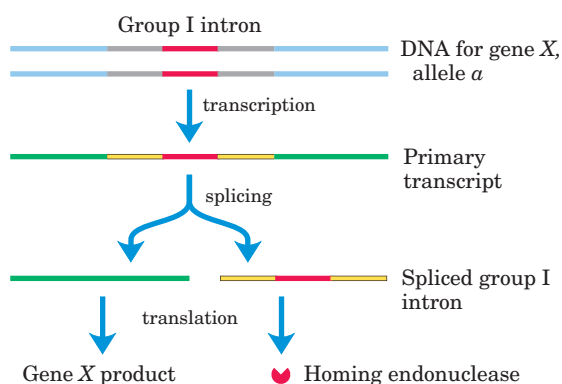 Group I intron
DNA for gene X,
allele a
transcription
Primary
transcript
splicing
Spliced group I
intron
translation
Gene X product
Homing endonuclease